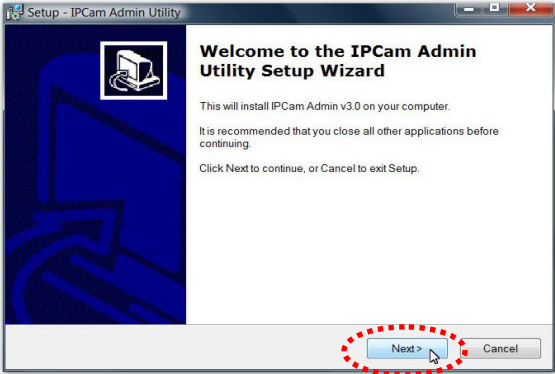 Setup - IPCam Admin Utility
Welcome to the IPCam Admin
Utility Setup Wizard
This will install IPCam Admin v3.0 on your computer.
It is recommended that you close all other applications before
continuing.
Click Next to continue, or Cancel to exit Setup.
Next >
Cancel